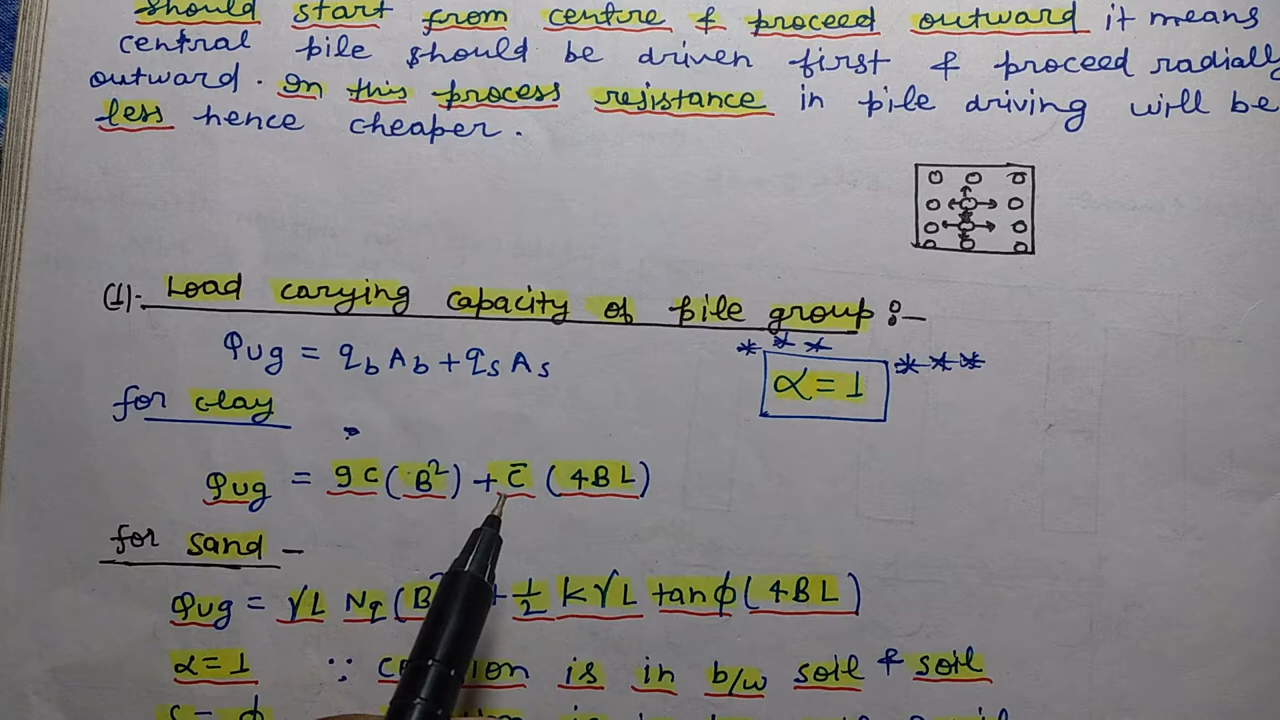 should start from centre & proceed outward it means
central pile should be driven first & proceed radially
outward. In this process resistance in pile driving will be
less hence cheaper.
(1):- Load carying capacity of pile group :-
Qug = qb Ab + qs As
*** α = 1 ***
for clay
Qug = 9c (B²) + c̄ (4BL)
for sand -
Qug = γL Nq (B² + ½ KγL tanφ (4BL)
α = 1 ∵ is in b/w soil & soil